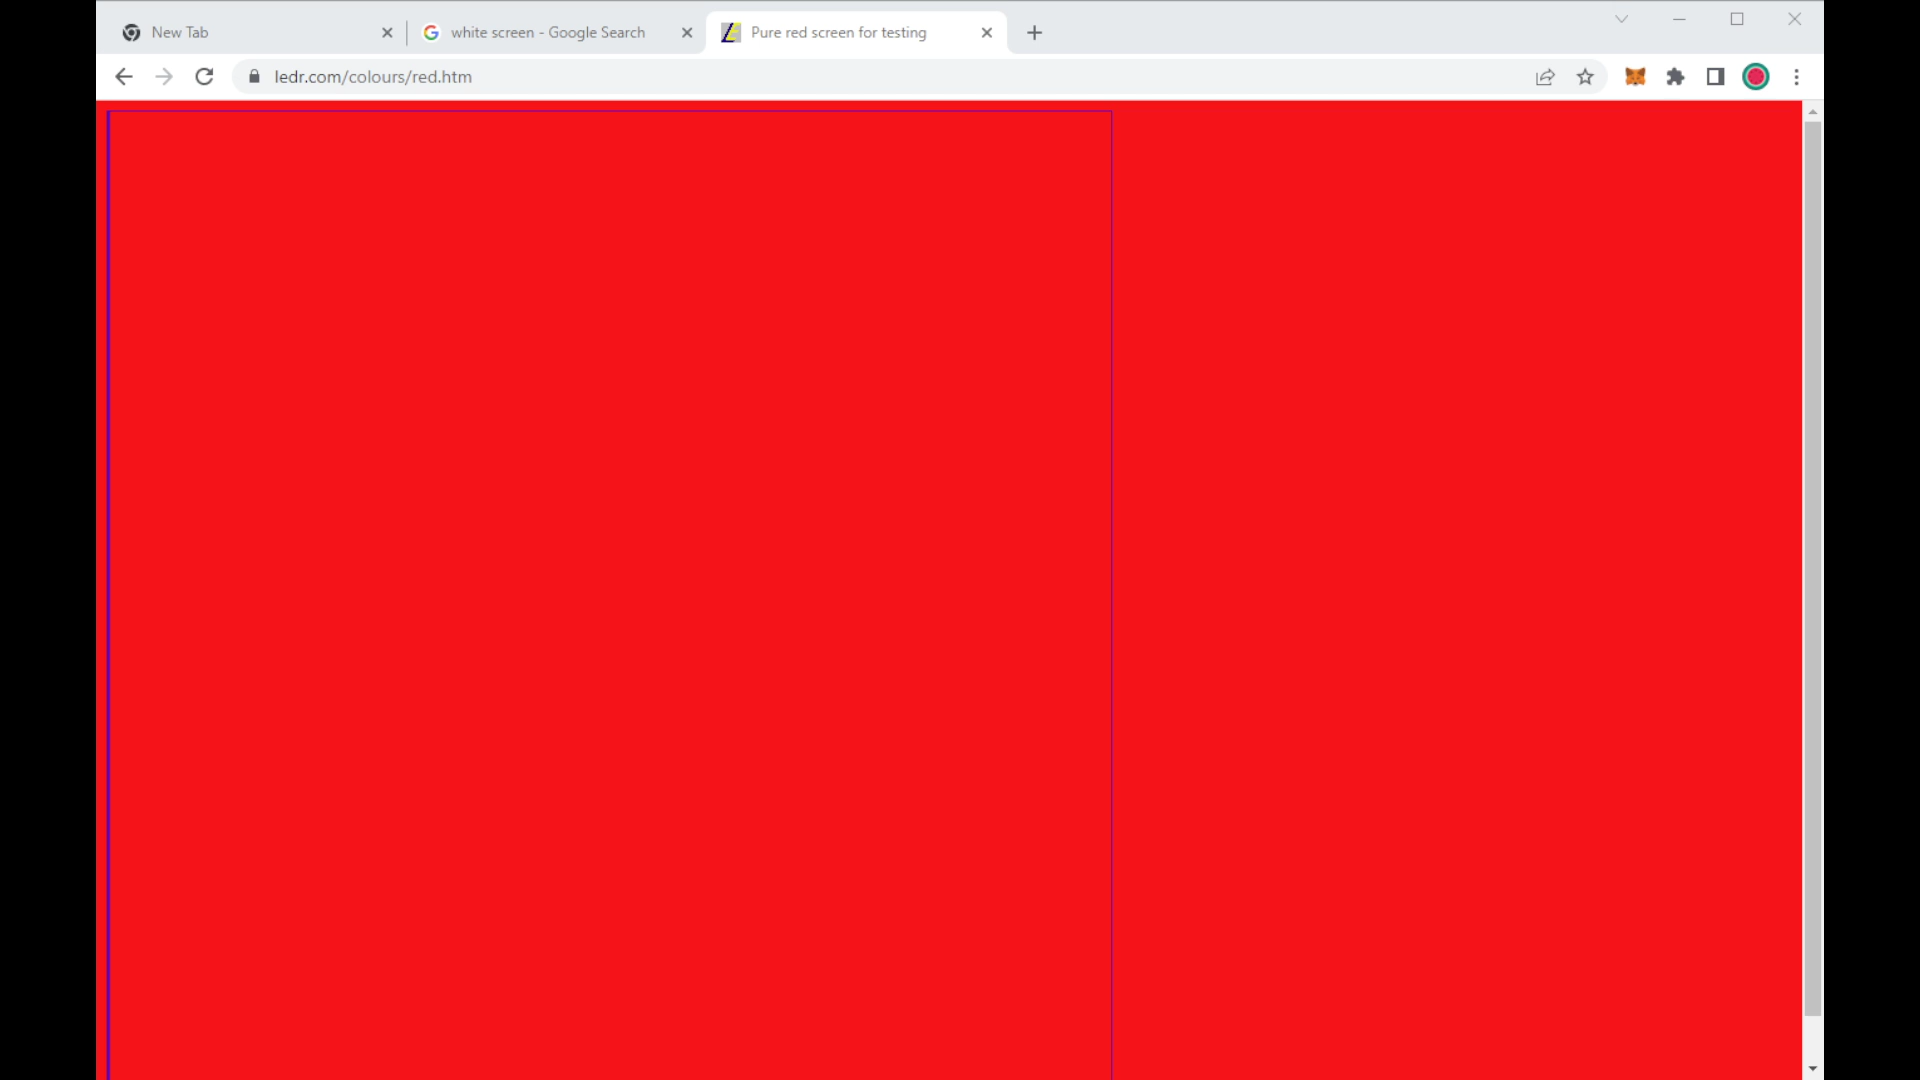 New Tab
white screen - Google Search
Pure red screen for testing
ledr.com/colours/red.htm